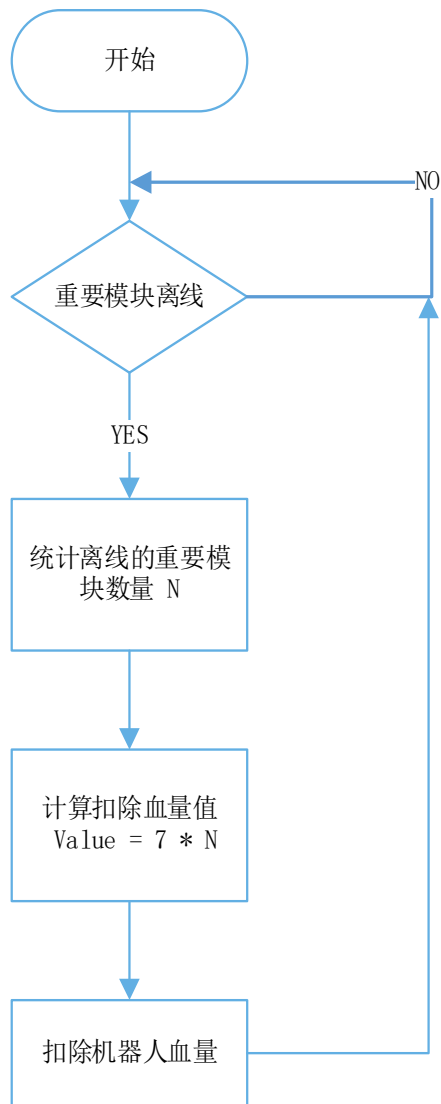 开始
NO
重要模块离线
YES
统计离线的重要模
块数量 N
计算扣除血量值
Value = 7 * N
扣除机器人血量